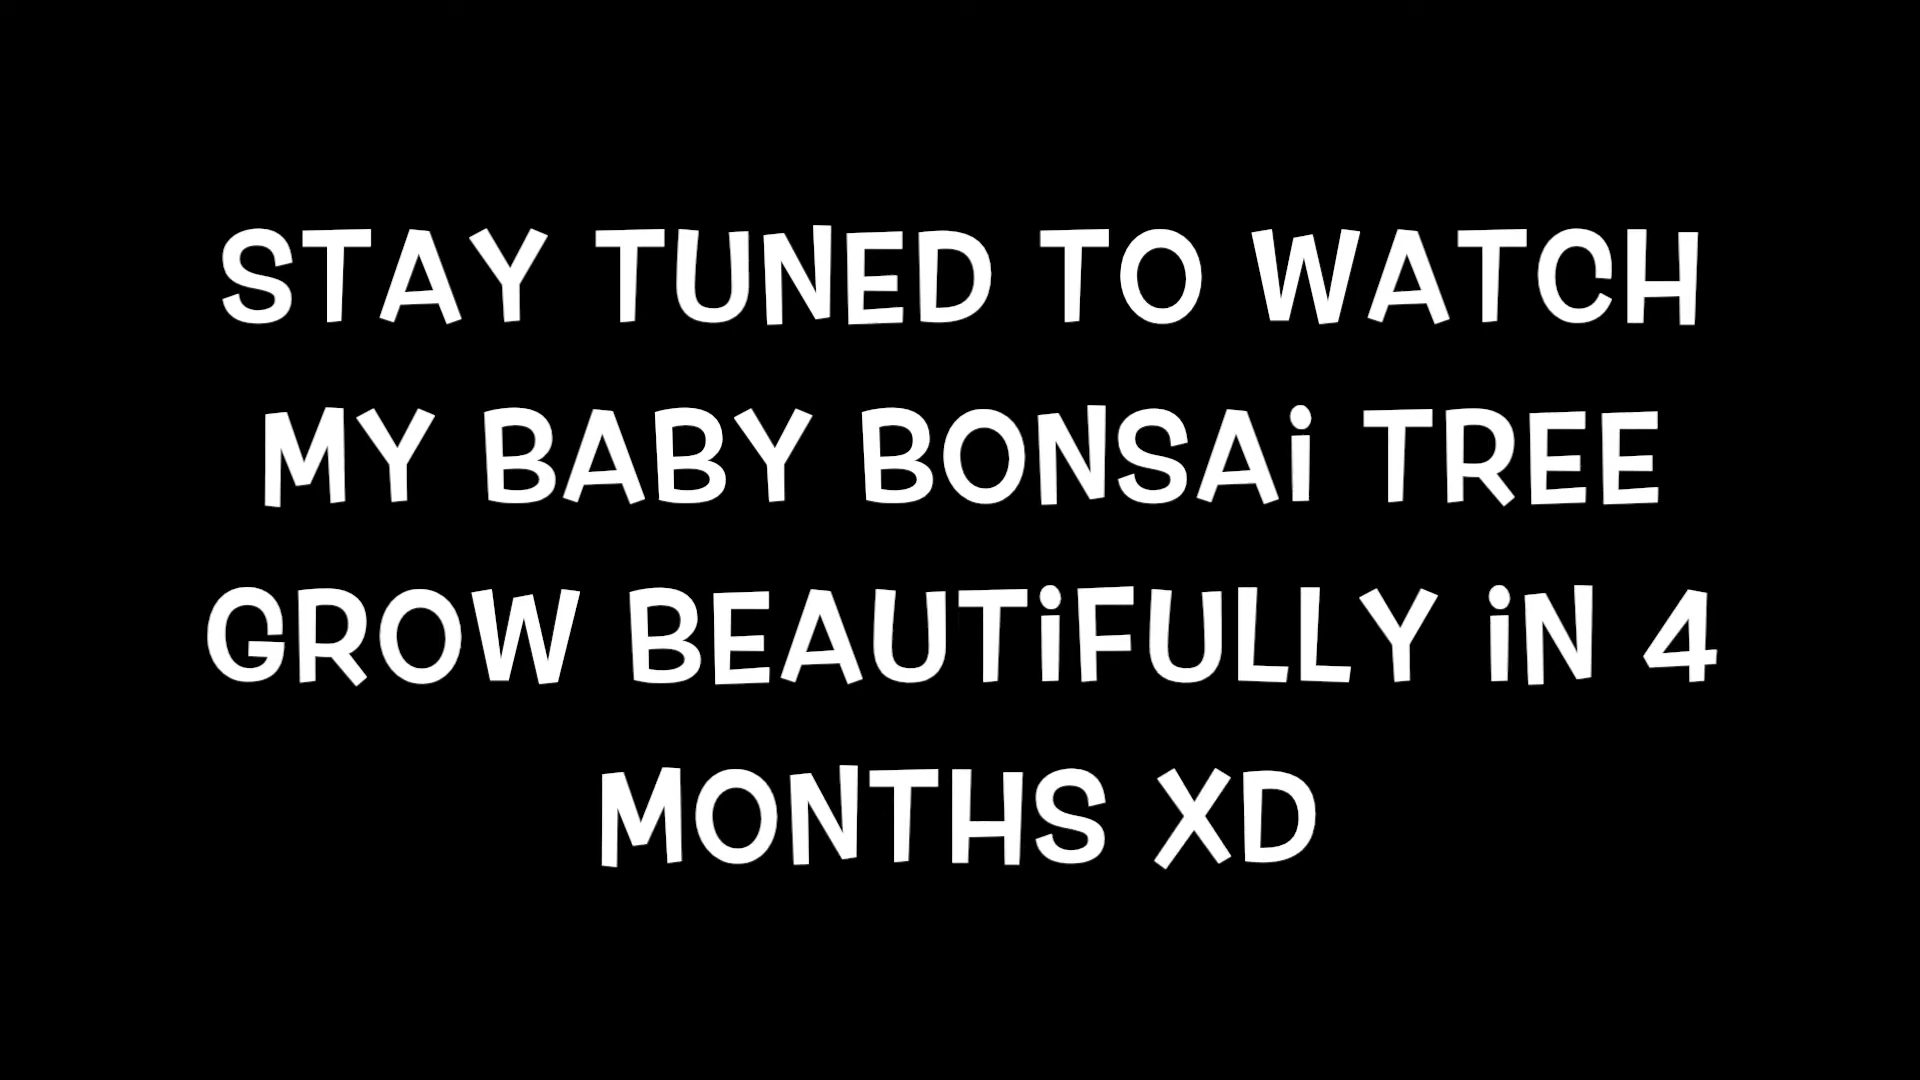 STAY TUNED TO WATCH
MY BABY BONSAi TREE
GROW BEAUTiFULLY iN 4
MONTHS XD